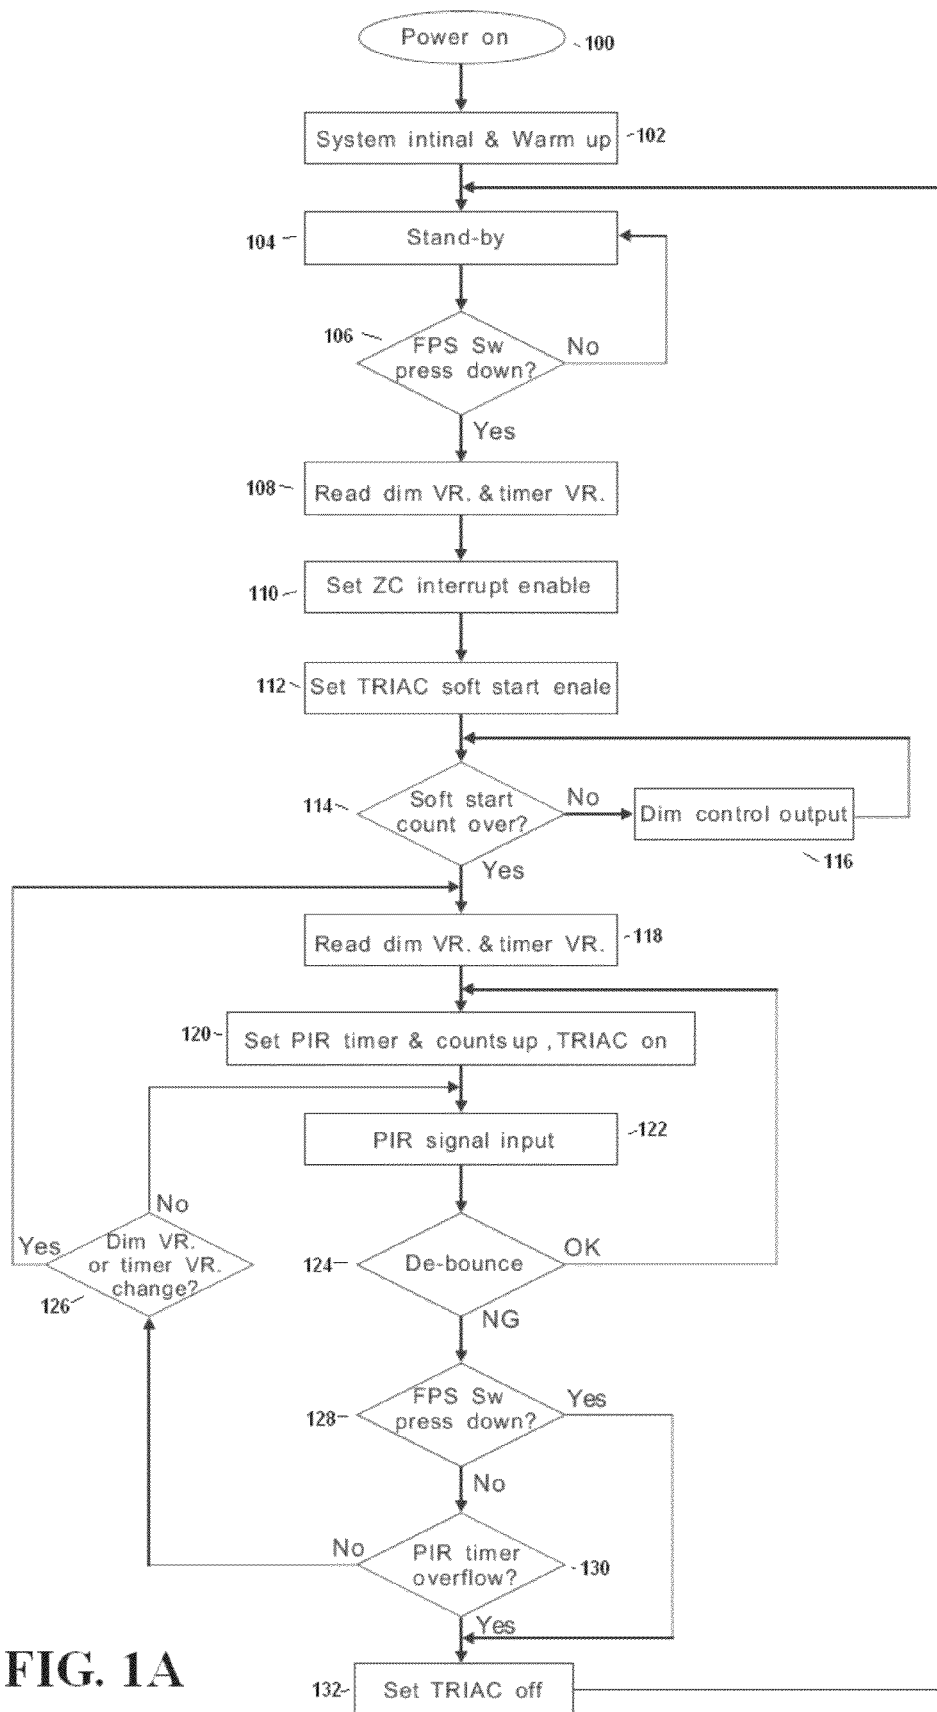 Power on
100
System intinal & Warm up
102
104
Stand-by
106
FPS Sw
press down?
No
Yes
108
Read dim VR. & timer VR.
110
Set ZC interrupt enable
112
Set TRIAC soft start enale
114
Soft start
count over?
No
Dim control output
116
Yes
Read dim VR. & timer VR.
118
120
Set PIR timer & counts up , TRIAC on
PIR signal input
122
No
Yes
Dim VR.
or timer VR.
change?
126
124
De-bounce
OK
NG
128
FPS Sw
press down?
Yes
No
No
PIR timer
overflow?
130
Yes
132
Set TRIAC off
FIG. 1A